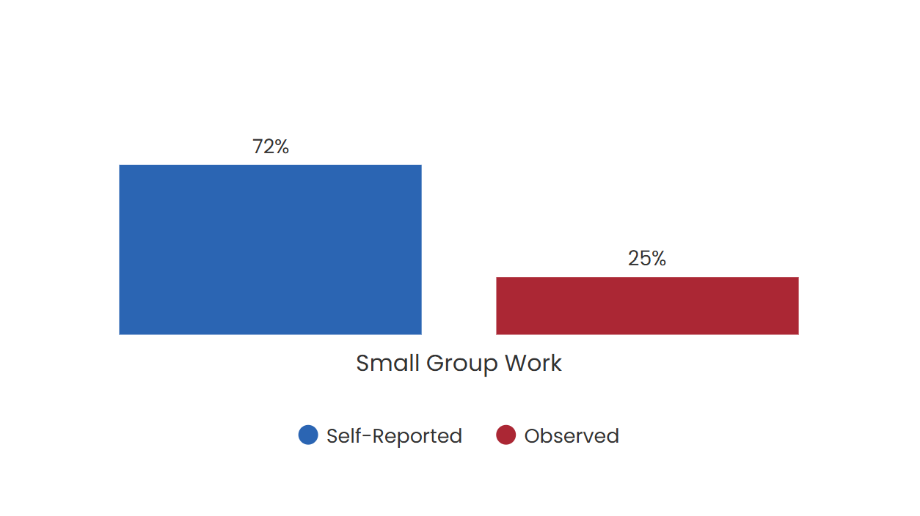 72%
25%
Small Group Work
Self-Reported
Observed